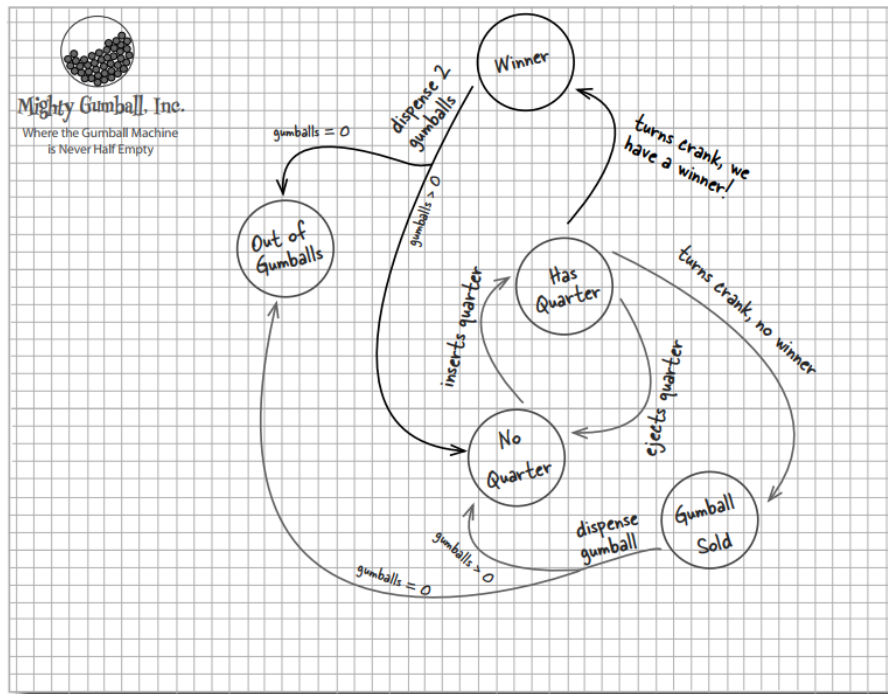 Mighty Gumball, Inc.
Where the Gumball Machine
is Never Half Empty
Winner
dispense 2
gumballs
gumballs = 0
gumballs > 0
turns crank, we
have a winner!
Out of
Gumballs
Has
Quarter
inserts quarter
ejects quarter
turns crank, no winner
No
Quarter
Gumball
Sold
dispense
gumball
gumballs > 0
gumballs = 0